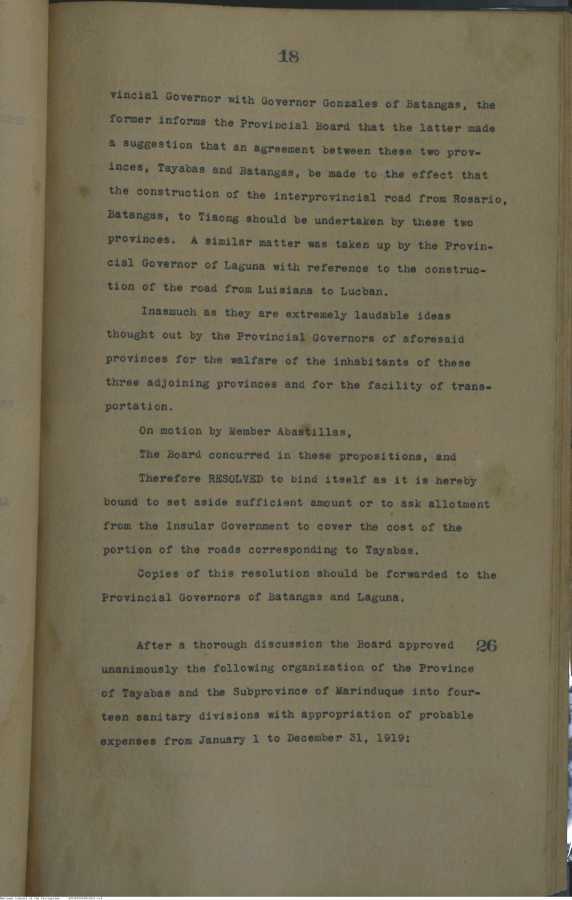 18
vincial Governor with Governor Gonzales of Batangas, the
former informs the Provincial Board that the latter made
a suggestion that an agreement between these two prov-
inces, Tayabas and Batangas, be made to the effect that
the construction of the interprovincial road from Rosario,
Batangas, to Tiaong should be undertaken by these two
provinces. A similar matter was taken up by the Provin-
cial Governor of Laguna with reference to the construc-
tion of the road from Luisiana to Lucban.
Inasmuch as they are extremely laudable ideas
thought out by the Provincial Governors of aforesaid
provinces for the walfare of the inhabitants of these
three adjoining provinces and for the facility of trans-
portation.
On motion by Member Abastillas,
The Board concurred in these propositions, and
Therefore RESOLVED to bind itself as it is hereby
bound to set aside sufficient amount or to ask allotment
from the Insular Government to cover the cost of the
portion of the roads corresponding to Tayabas.
Copies of this resolution should be forwarded to the
Provincial Governors of Batangas and Laguna.
After a thorough discussion the Board approved 26
unanimously the following organization of the Province
of Tayabas and the Subprovince of Marinduque into four-
teen sanitary divisions with appropriation of probable
expenses from January 1 to December 31, 1919:
National Library of the Philippines